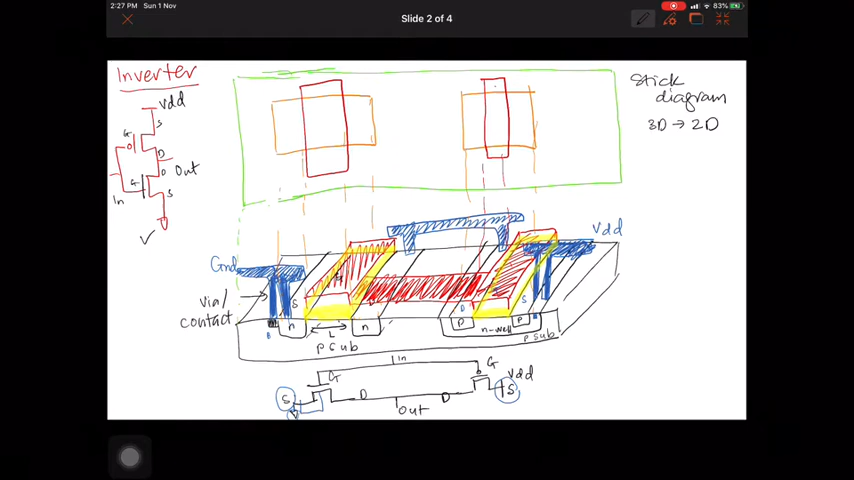 2:27 PM Sun 1 Nov
83%
Slide 2 of 4
Inverter
Vdd
S
G
D
Out
G
D
S
In
Stick
diagram
3D → 2D
Vdd
Gnd
Via/
contact
S
D
S
B
n
L
n
P
n-well
P
B
P Sub
P Sub
In
G
G
Vdd
S
D
D
S
Out